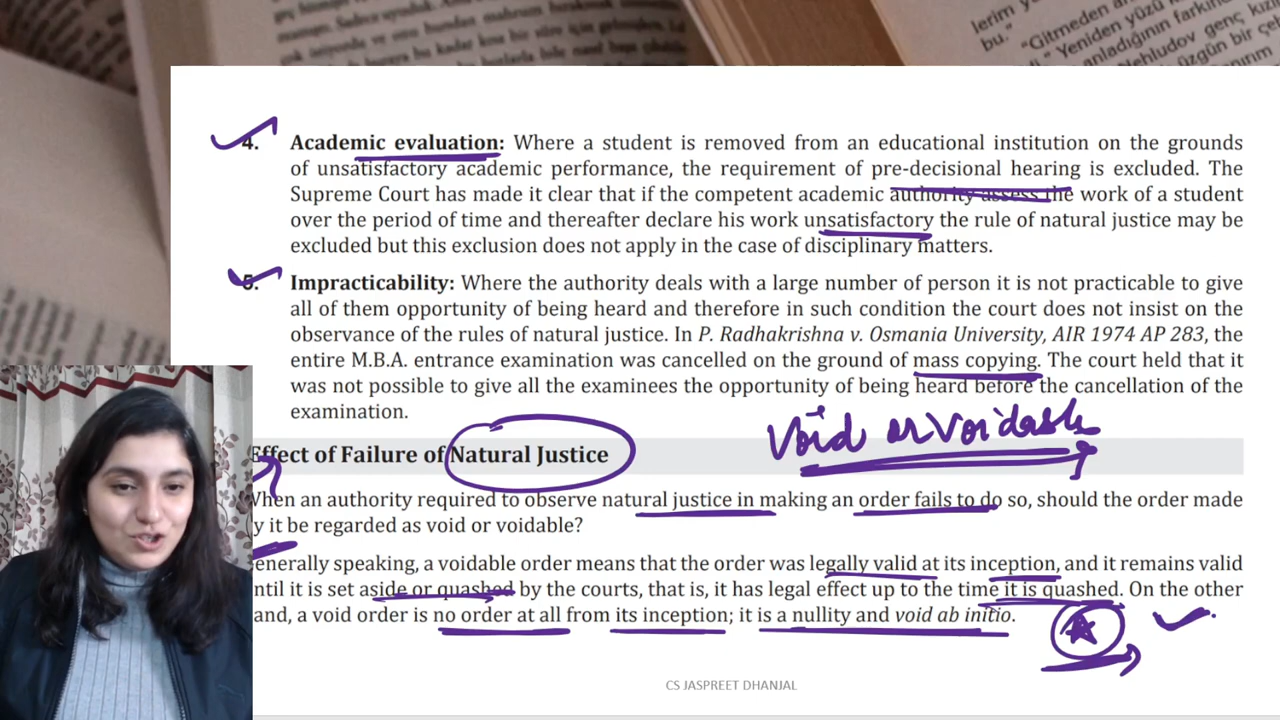 lerim
bu."
"Gitmeden
Yeniden yüzü
anladığının farkın
Nehludov genç kızı
özgün bir çe
4. Academic evaluation: Where a student is removed from an educational institution on the grounds
of unsatisfactory academic performance, the requirement of pre-decisional hearing is excluded. The
Supreme Court has made it clear that if the competent academic authority assess the work of a student
over the period of time and thereafter declare his work unsatisfactory the rule of natural justice may be
excluded but this exclusion does not apply in the case of disciplinary matters.
5. Impracticability: Where the authority deals with a large number of person it is not practicable to give
all of them opportunity of being heard and therefore in such condition the court does not insist on the
observance of the rules of natural justice. In P. Radhakrishna v. Osmania University, AIR 1974 AP 283, the
entire M.B.A. entrance examination was cancelled on the ground of mass copying. The court held that it
was not possible to give all the examinees the opportunity of being heard before the cancellation of the
examination.
Void or Voidable
Effect of Failure of Natural Justice
When an authority required to observe natural justice in making an order fails to do so, should the order made
y it be regarded as void or voidable?
enerally speaking, a voidable order means that the order was legally valid at its inception, and it remains valid
ntil it is set aside or quashed by the courts, that is, it has legal effect up to the time it is quashed. On the other
and, a void order is no order at all from its inception; it is a nullity and void ab initio.
CS JASPREET DHANJAL